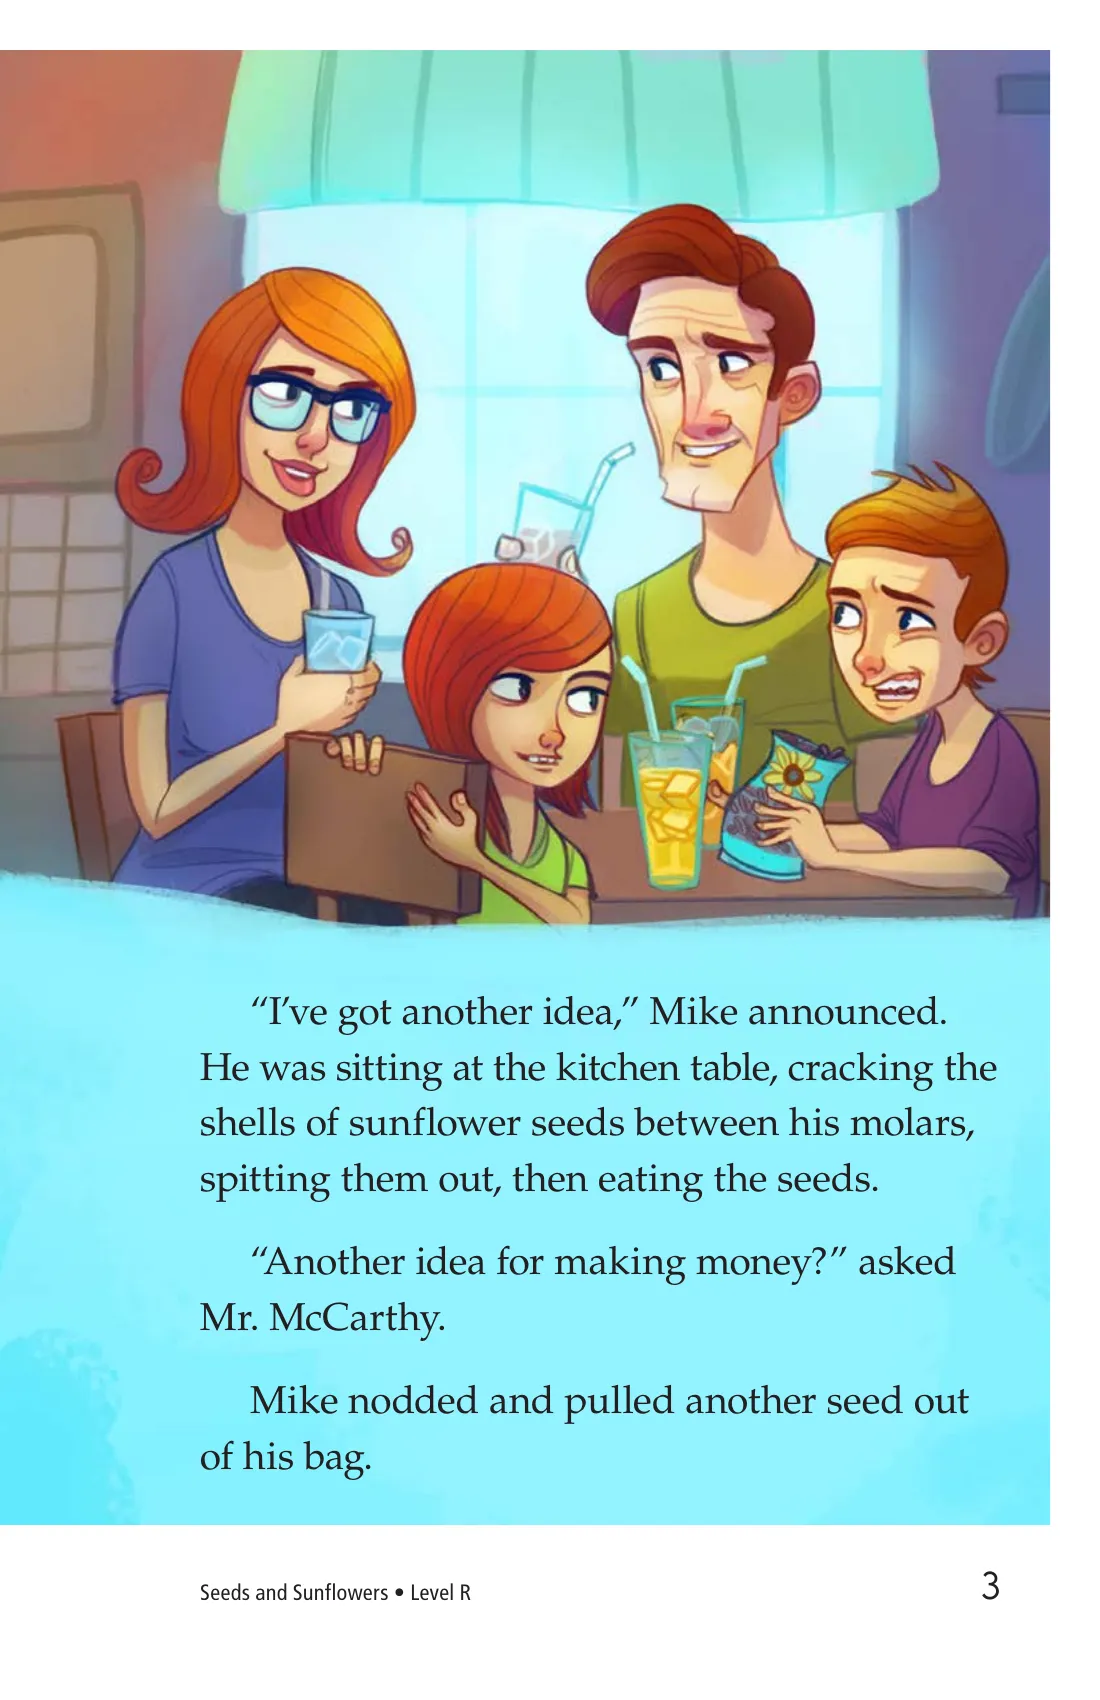 “I’ve got another idea,” Mike announced.
He was sitting at the kitchen table, cracking the
shells of sunflower seeds between his molars,
spitting them out, then eating the seeds.
“Another idea for making money?” asked
Mr. McCarthy.
Mike nodded and pulled another seed out
of his bag.
Seeds and Sunflowers • Level R
3